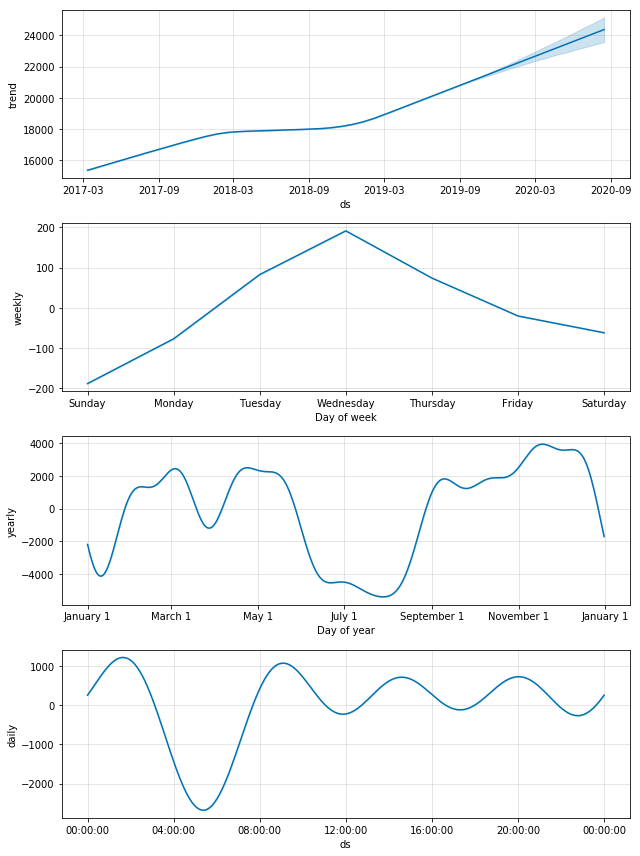 24000
22000
20000
18000
16000
trend
2017-03 2017-09 2018-03 2018-09 2019-03 2019-09 2020-03 2020-09
ds
200
100
0
−100
−200
weekly
Sunday Monday Tuesday Wednesday Thursday Friday Saturday
Day of week
4000
2000
0
−2000
−4000
yearly
January 1 March 1 May 1 July 1 September 1 November 1 January 1
Day of year
1000
0
−1000
−2000
daily
00:00:00 04:00:00 08:00:00 12:00:00 16:00:00 20:00:00 00:00:00
ds